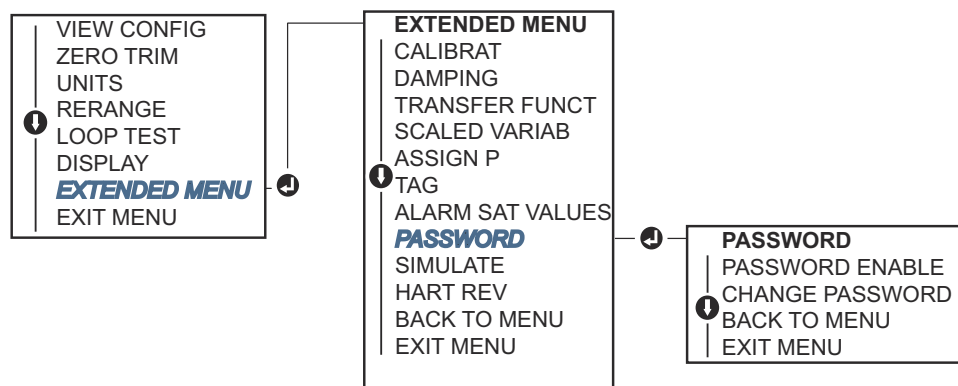 VIEW CONFIG
ZERO TRIM
UNITS
RERANGE
LOOP TEST
DISPLAY
EXTENDED MENU
EXIT MENU
EXTENDED MENU
CALIBRAT
DAMPING
TRANSFER FUNCT
SCALED VARIAB
ASSIGN P
TAG
ALARM SAT VALUES
PASSWORD
SIMULATE
HART REV
BACK TO MENU
EXIT MENU
PASSWORD
PASSWORD ENABLE
CHANGE PASSWORD
BACK TO MENU
EXIT MENU